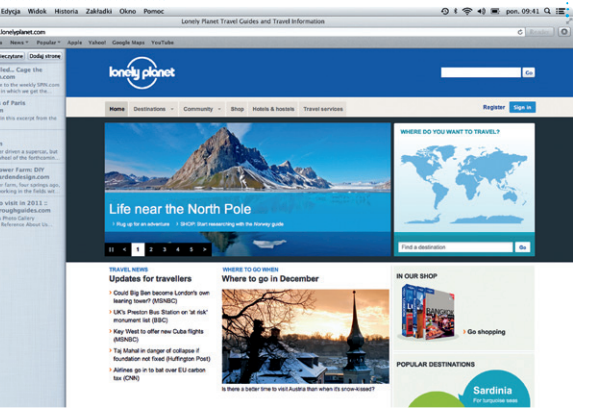 Edycja Widok Historia Zakładki Okno Pomoc
pon. 09:41
Lonely Planet Travel Guides and Travel Information
lonelyplanet.com
News Popular Apple Yahoo! Google Maps YouTube
Dodaj stronę
lonely planet
Go
Home Destinations Community Shop Hotels & hostels Travel services
Register Sign in
Life near the North Pole
Rug up for an adventure SHOP: Start researching with the Norway guide
1 2 3 4 5
WHERE DO YOU WANT TO TRAVEL?
Find a destination Go
TRAVEL NEWS
Updates for travellers
Could Big Ben become London's own
leaning tower? (MSNBC)
UK's Preston Bus Station on 'at risk'
monument list (BBC)
Key West to offer new Cuba flights
(MSNBC)
Taj Mahal in danger of collapse if
foundation not fixed (Huffington Post)
Airlines go in to bat over EU carbon
tax (CNN)
WHERE TO GO WHEN
Where to go in December
Is there a better time to visit Austria than when it's snow-kissed?
IN OUR SHOP
BANGKOK
Go shopping
POPULAR DESTINATIONS
Sardinia
For turquoise seas